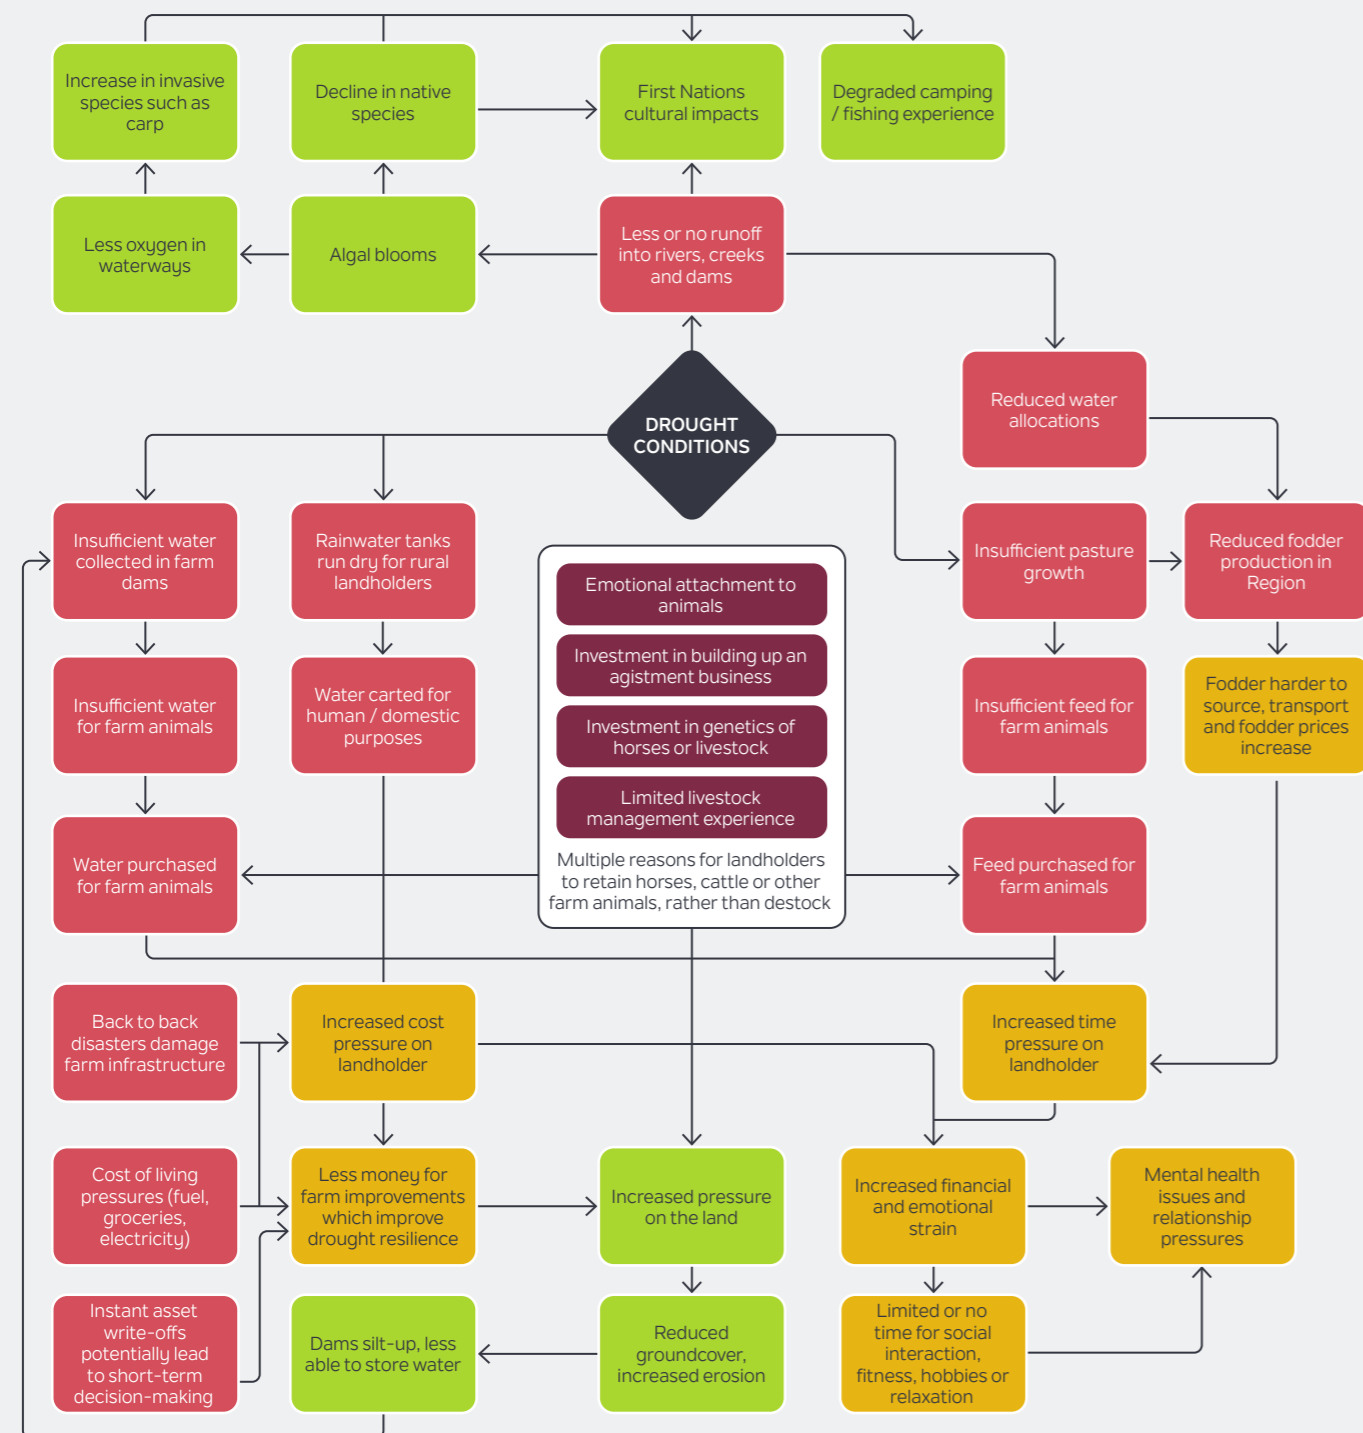 Increase in invasive
species such as
carp
Decline in native
species
First Nations
cultural impacts
Degraded camping
/ fishing experience
Less oxygen in
waterways
Algal blooms
Less or no runoff
into rivers, creeks
and dams
Reduced water
allocations
DROUGHT
CONDITIONS
Insufficient water
collected in farm
dams
Rainwater tanks
run dry for rural
landholders
Insufficient pasture
growth
Reduced fodder
production in
Region
Emotional attachment to
animals
Investment in building up an
agistment business
Investment in genetics of
horses or livestock
Limited livestock
management experience
Multiple reasons for landholders
to retain horses, cattle or other
farm animals, rather than destock
Insufficient water
for farm animals
Water carted for
human / domestic
purposes
Insufficient feed for
farm animals
Fodder harder to
source, transport
and fodder prices
increase
Water purchased
for farm animals
Feed purchased for
farm animals
Back to back
disasters damage
farm infrastructure
Increased cost
pressure on
landholder
Increased time
pressure on
landholder
Cost of living
pressures (fuel,
groceries,
electricity)
Less money for
farm improvements
which improve
drought resilience
Increased pressure
on the land
Increased financial
and emotional
strain
Mental health
issues and
relationship
pressures
Instant asset
write-offs
potentially lead
to short-term
decision-making
Dams silt-up, less
able to store water
Reduced
groundcover,
increased erosion
Limited or no
time for social
interaction,
fitness, hobbies or
relaxation